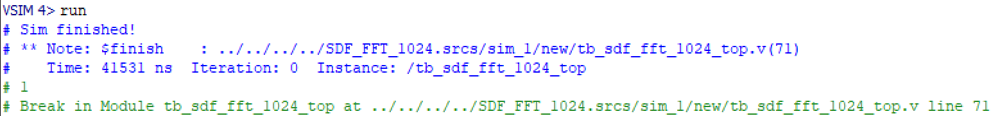 VSIM 4> run
# Sim finished!
# ** Note: $finish    : ../../../../SDF_FFT_1024.srcs/sim_1/new/tb_sdf_fft_1024_top.v(71)
#    Time: 41531 ns  Iteration: 0  Instance: /tb_sdf_fft_1024_top
# 1
# Break in Module tb_sdf_fft_1024_top at ../../../../SDF_FFT_1024.srcs/sim_1/new/tb_sdf_fft_1024_top.v line 71